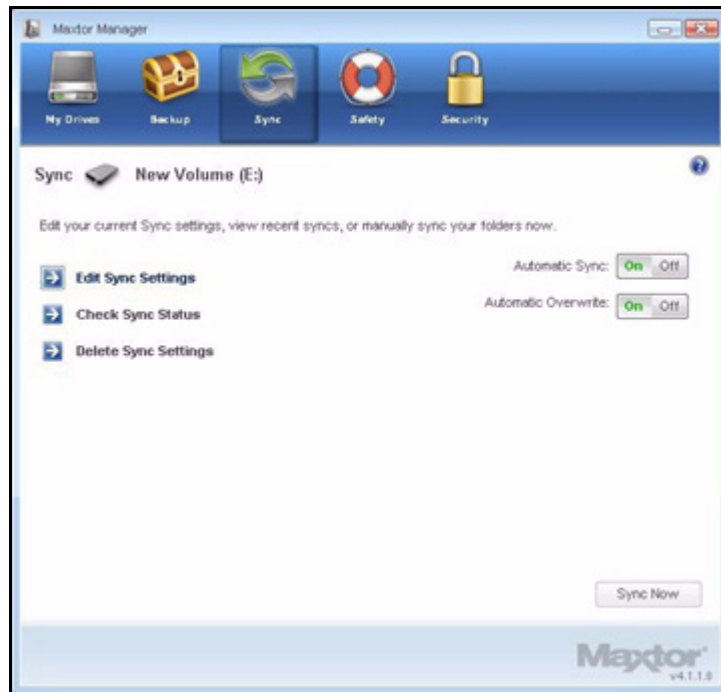 Maxtor Manager
My Drives Backup Sync Safety Security
Sync New Volume (E:)
Edit your current Sync settings, view recent syncs, or manually sync your folders now.
Edit Sync Settings
Check Sync Status
Delete Sync Settings
Automatic Sync: On Off
Automatic Overwrite: On Off
Sync Now
Maxtor
v4.1.1.0